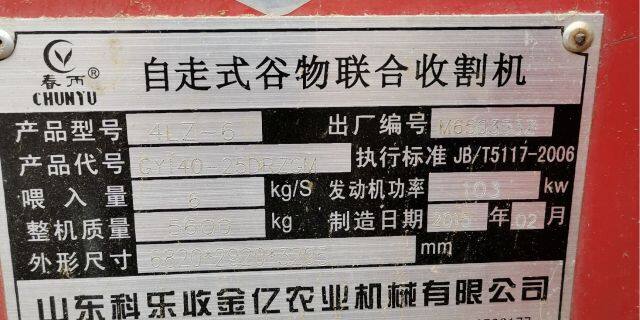 春雨® 自走式谷物联合收割机
CHUNYU
产品型号 4LZ-6 出厂编号
产品代号 执行标准 JB/T5117-2006
喂入量 6 kg/S 发动机功率 103 kw
整机质量 5600 kg 制造日期 2015 年 02 月
外形尺寸 mm
山东科乐收金亿农业机械有限公司